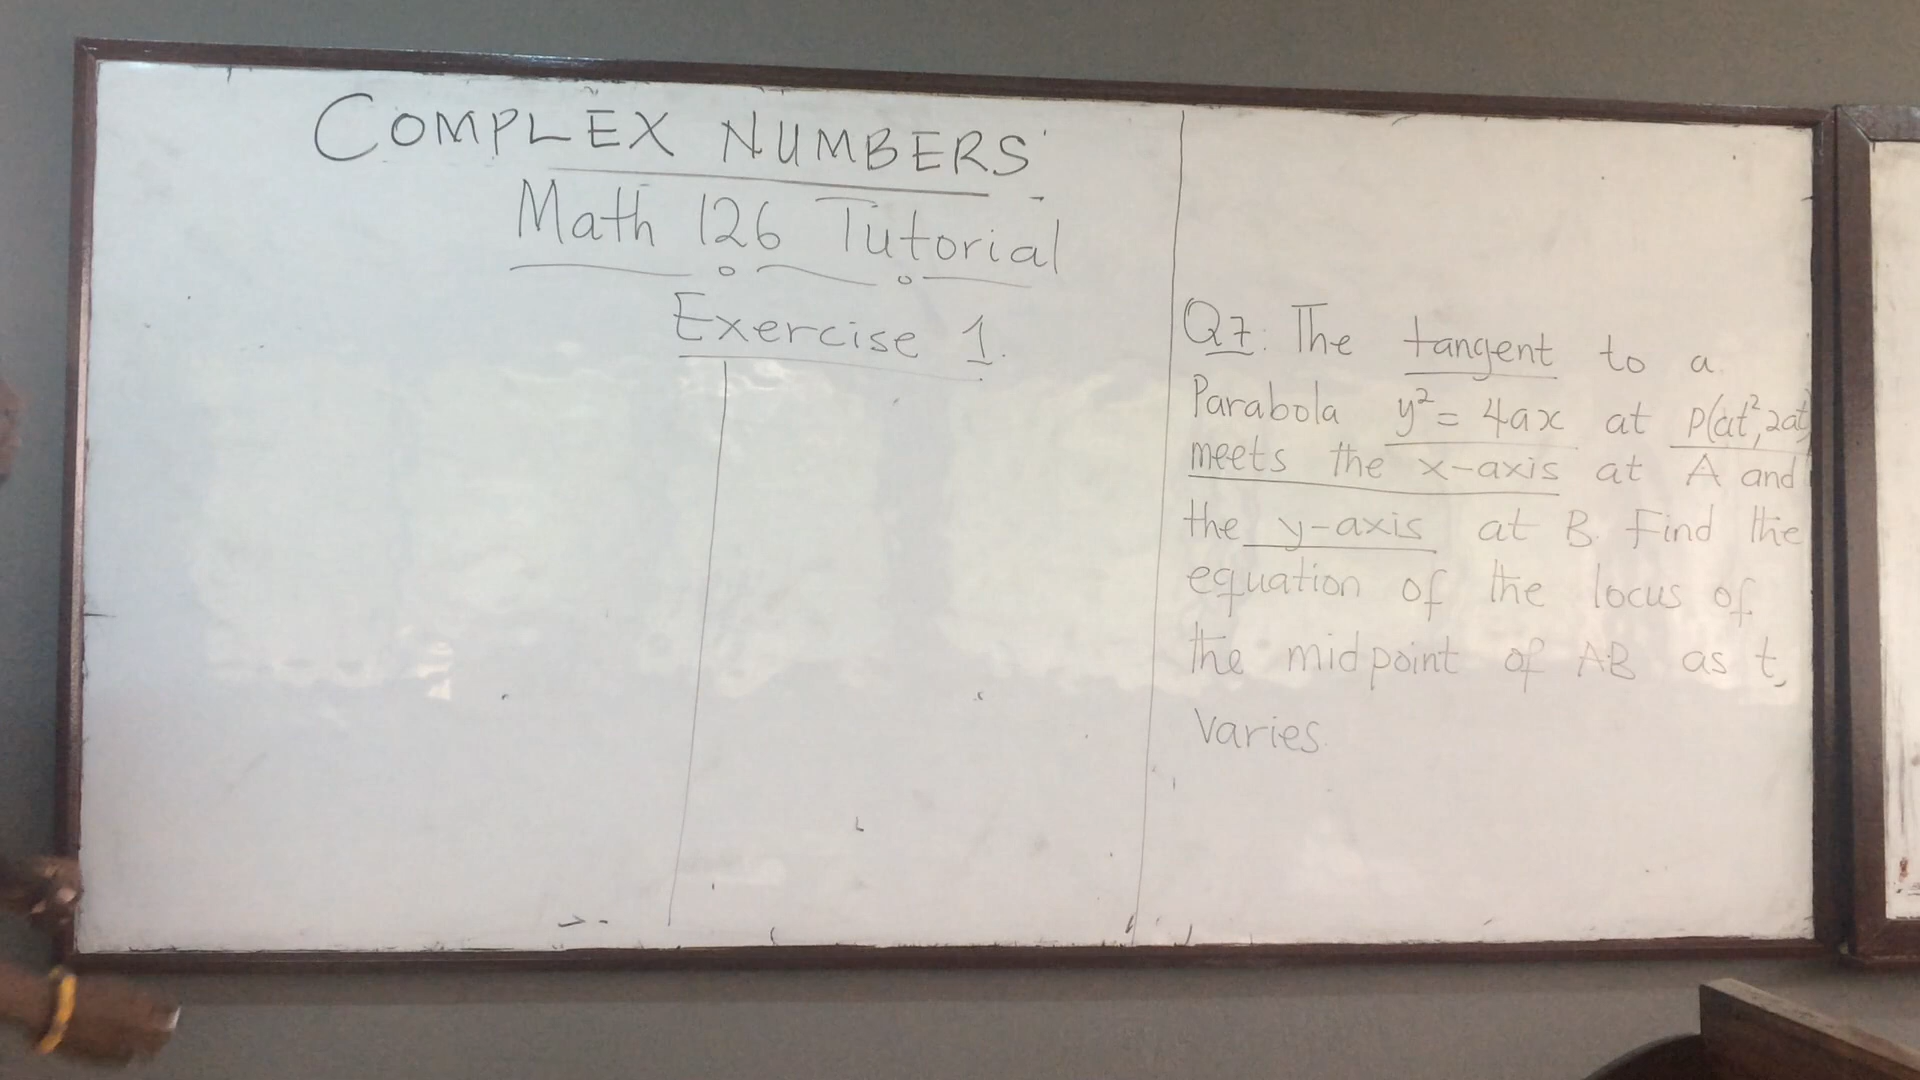 COMPLEX NUMBERS
Math 126 Tutorial
Exercise 1.
Q7: The tangent to a
Parabola y² = 4ax at P(at², 2at)
meets the x-axis at A and
the y-axis at B. Find the
equation of the locus of
the midpoint of AB as t,
varies.